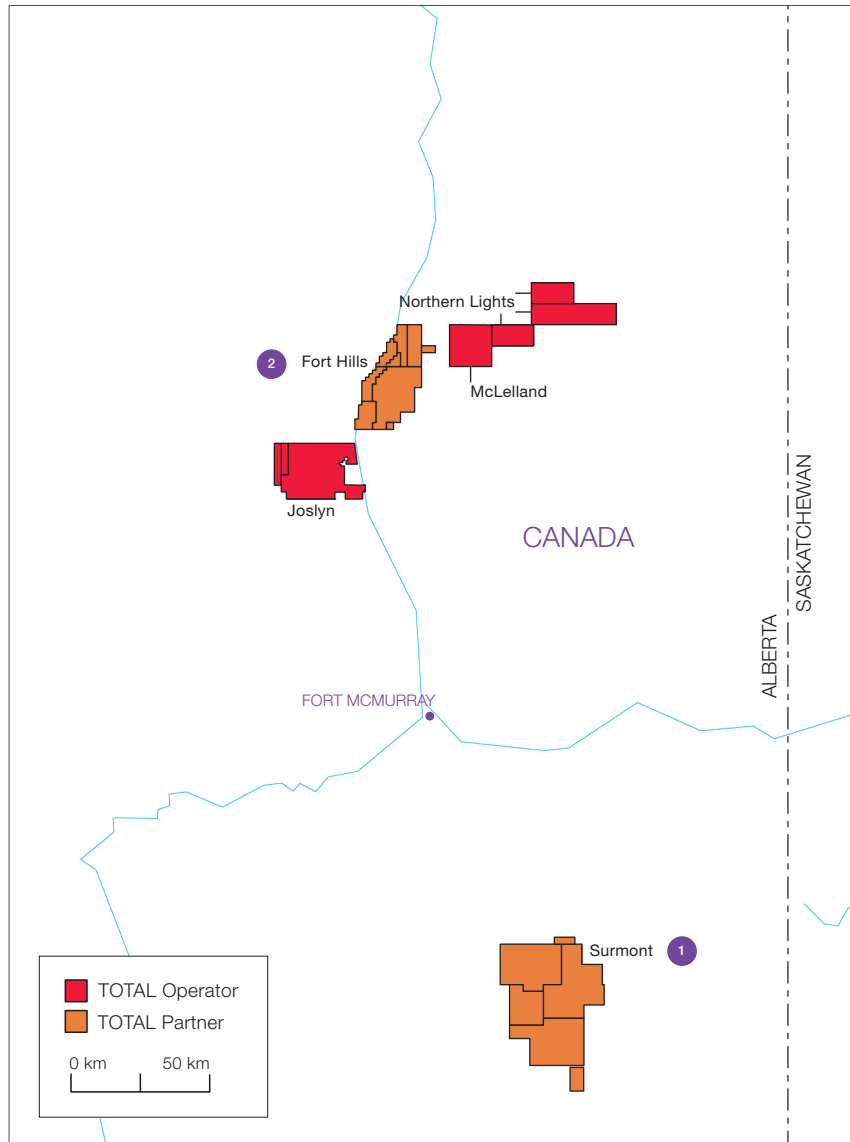 Northern Lights
2
Fort Hills
McLelland
Joslyn
CANADA
ALBERTA
SASKATCHEWAN
FORT MCMURRAY
Surmont
1
TOTAL Operator
TOTAL Partner
0 km 50 km